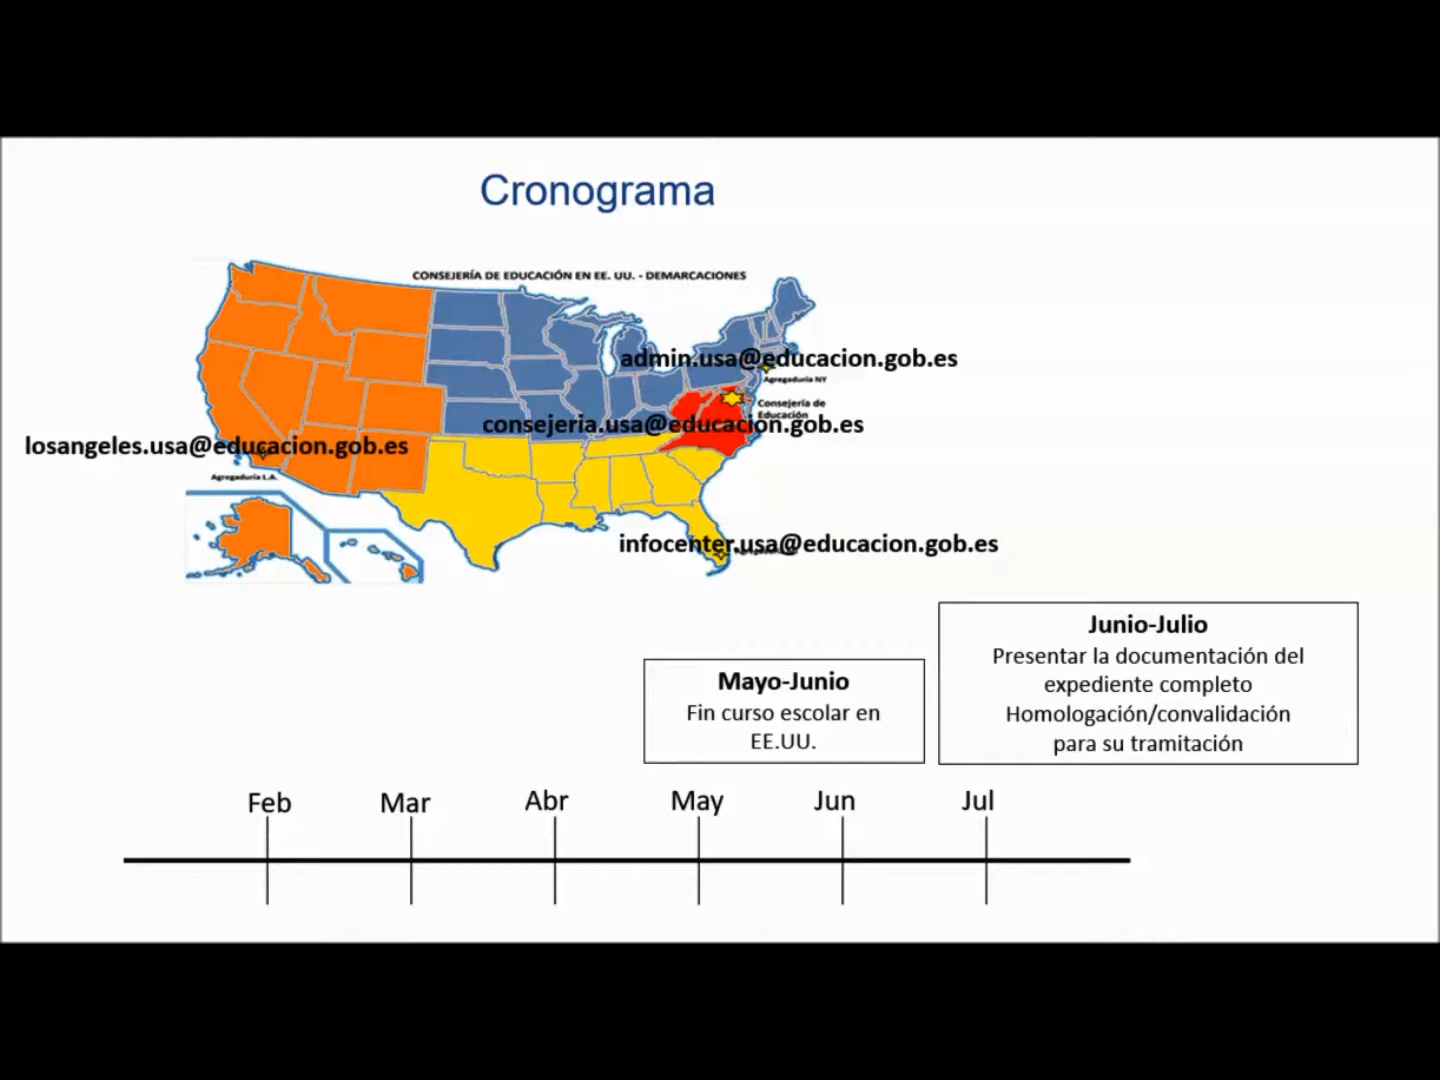 Cronograma
CONSEJERÍA DE EDUCACIÓN EN EE. UU. - DEMARCACIONES
admin.usa@educacion.gob.es
Agregaduría NY
Consejería de
Educación
consejeria.usa@educacion.gob.es
losangeles.usa@educacion.gob.es
Agregaduría L.A.
infocenter.usa@educacion.gob.es
Junio-Julio
Presentar la documentación del
expediente completo
Homologación/convalidación
para su tramitación
Mayo-Junio
Fin curso escolar en
EE.UU.
Feb Mar Abr May Jun Jul